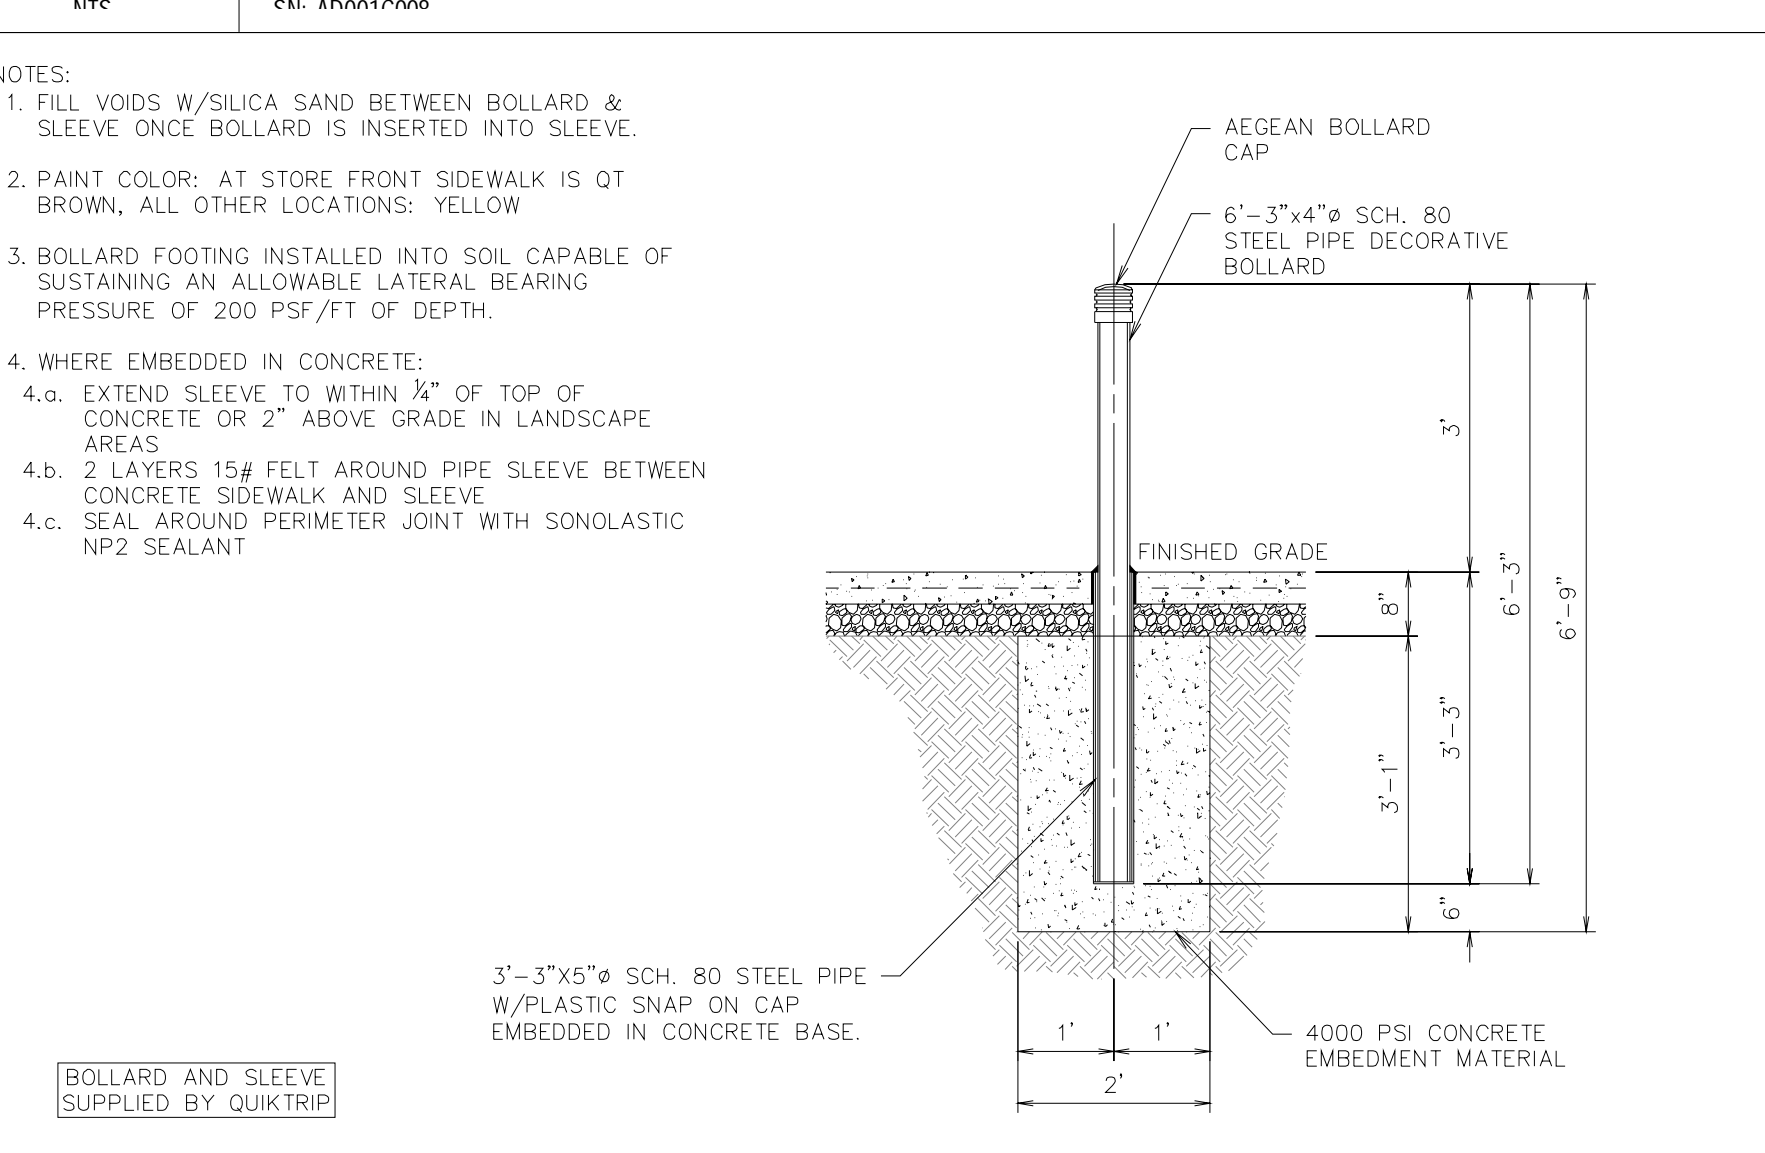 NTS
SN: AD001C008
NOTES:
1. FILL VOIDS W/SILICA SAND BETWEEN BOLLARD &
SLEEVE ONCE BOLLARD IS INSERTED INTO SLEEVE.
2. PAINT COLOR: AT STORE FRONT SIDEWALK IS QT
BROWN, ALL OTHER LOCATIONS: YELLOW
3. BOLLARD FOOTING INSTALLED INTO SOIL CAPABLE OF
SUSTAINING AN ALLOWABLE LATERAL BEARING
PRESSURE OF 200 PSF/FT OF DEPTH.
4. WHERE EMBEDDED IN CONCRETE:
4.a. EXTEND SLEEVE TO WITHIN ¼" OF TOP OF
CONCRETE OR 2" ABOVE GRADE IN LANDSCAPE
AREAS
4.b. 2 LAYERS 15# FELT AROUND PIPE SLEEVE BETWEEN
CONCRETE SIDEWALK AND SLEEVE
4.c. SEAL AROUND PERIMETER JOINT WITH SONOLASTIC
NP2 SEALANT
AEGEAN BOLLARD
CAP
6'-3"x4"ø SCH. 80
STEEL PIPE DECORATIVE
BOLLARD
3'
FINISHED GRADE
8"
6'-3"
6'-9"
3'-3"
3'-1"
6"
3'-3"X5"ø SCH. 80 STEEL PIPE
W/PLASTIC SNAP ON CAP
EMBEDDED IN CONCRETE BASE.
1'
1'
2'
4000 PSI CONCRETE
EMBEDMENT MATERIAL
BOLLARD AND SLEEVE
SUPPLIED BY QUIKTRIP